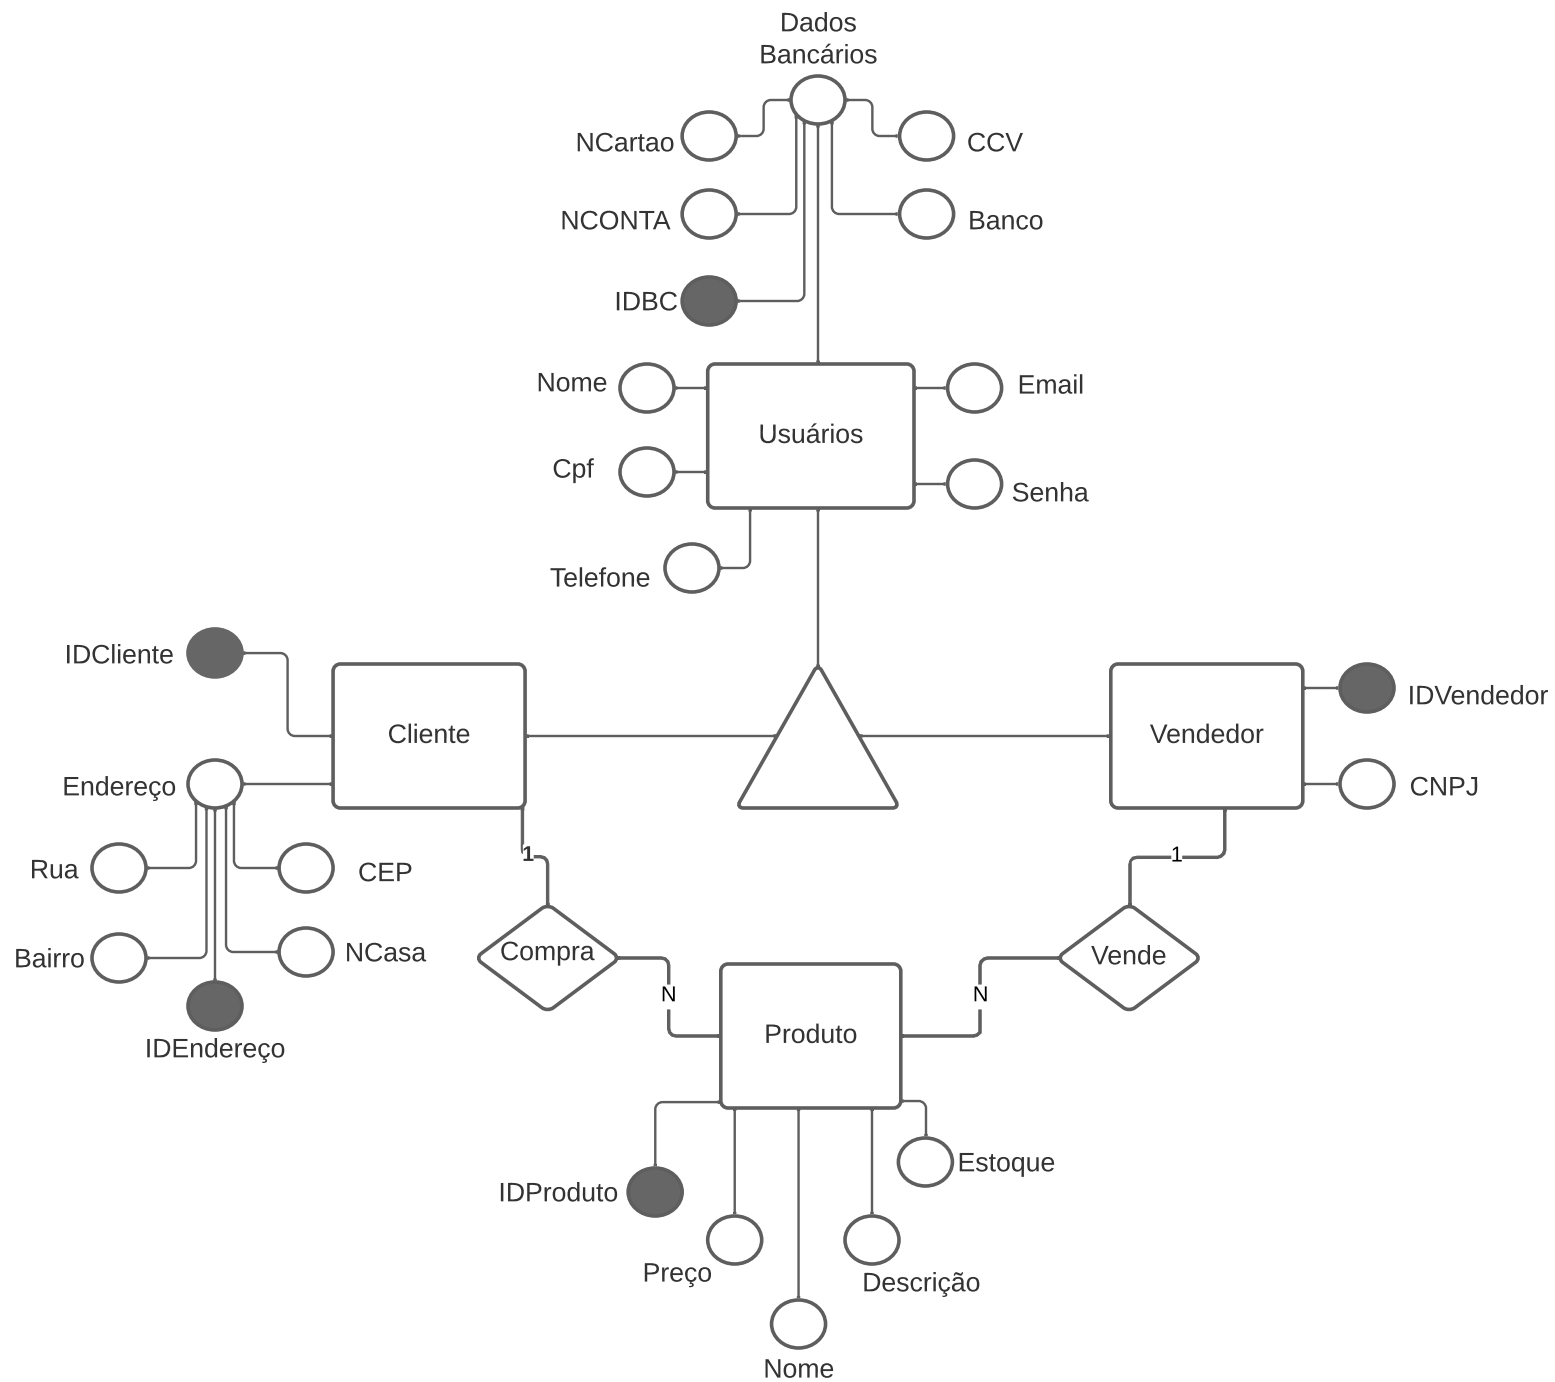 Dados
Bancários
NCartao
CCV
NCONTA
Banco
IDBC
Nome
Email
Usuários
Cpf
Senha
Telefone
IDCliente
Cliente
Vendedor
IDVendedor
Endereço
CNPJ
1
1
Rua
CEP
Bairro
NCasa
Compra
Vende
N
N
Produto
IDEndereço
Estoque
IDProduto
Preço
Descrição
Nome